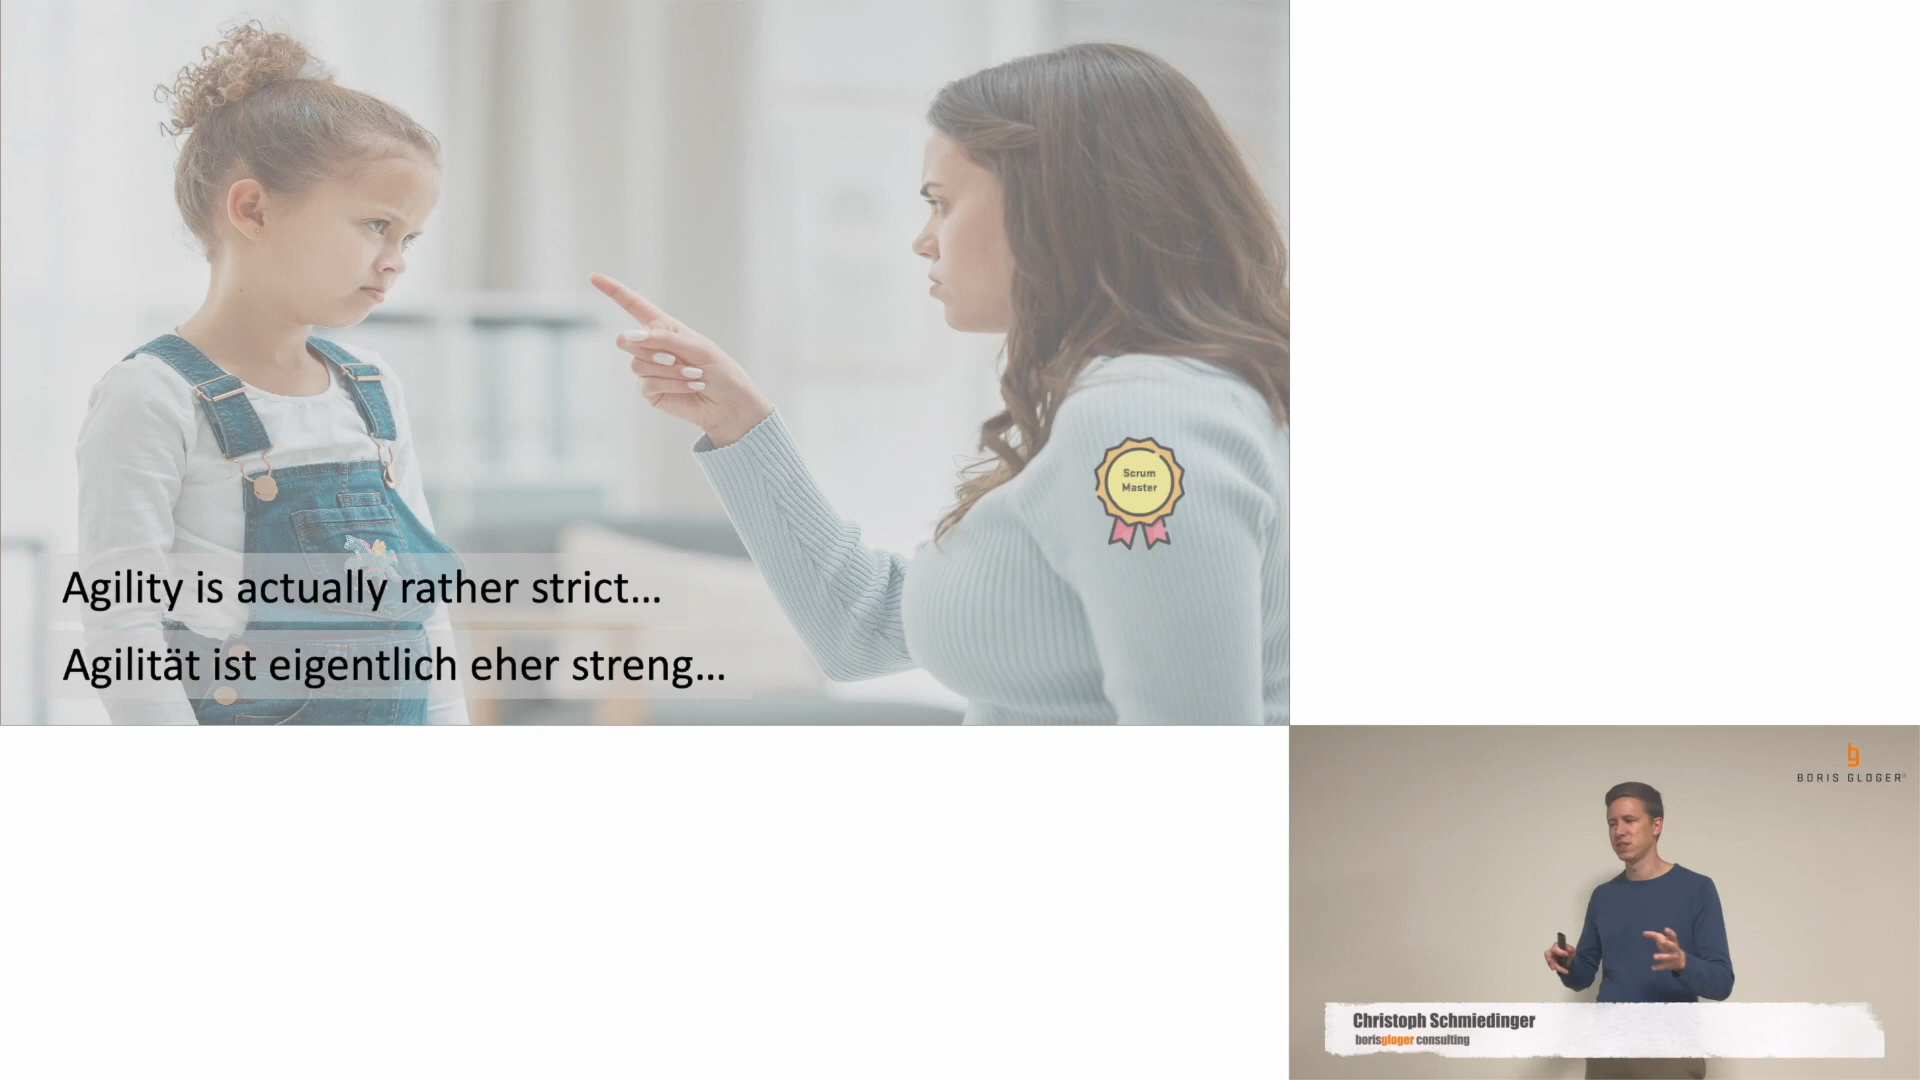 Scrum
Master
Agility is actually rather strict...
Agilität ist eigentlich eher streng...
BORIS GLOGER®
Christoph Schmiedinger
borisgloger consulting